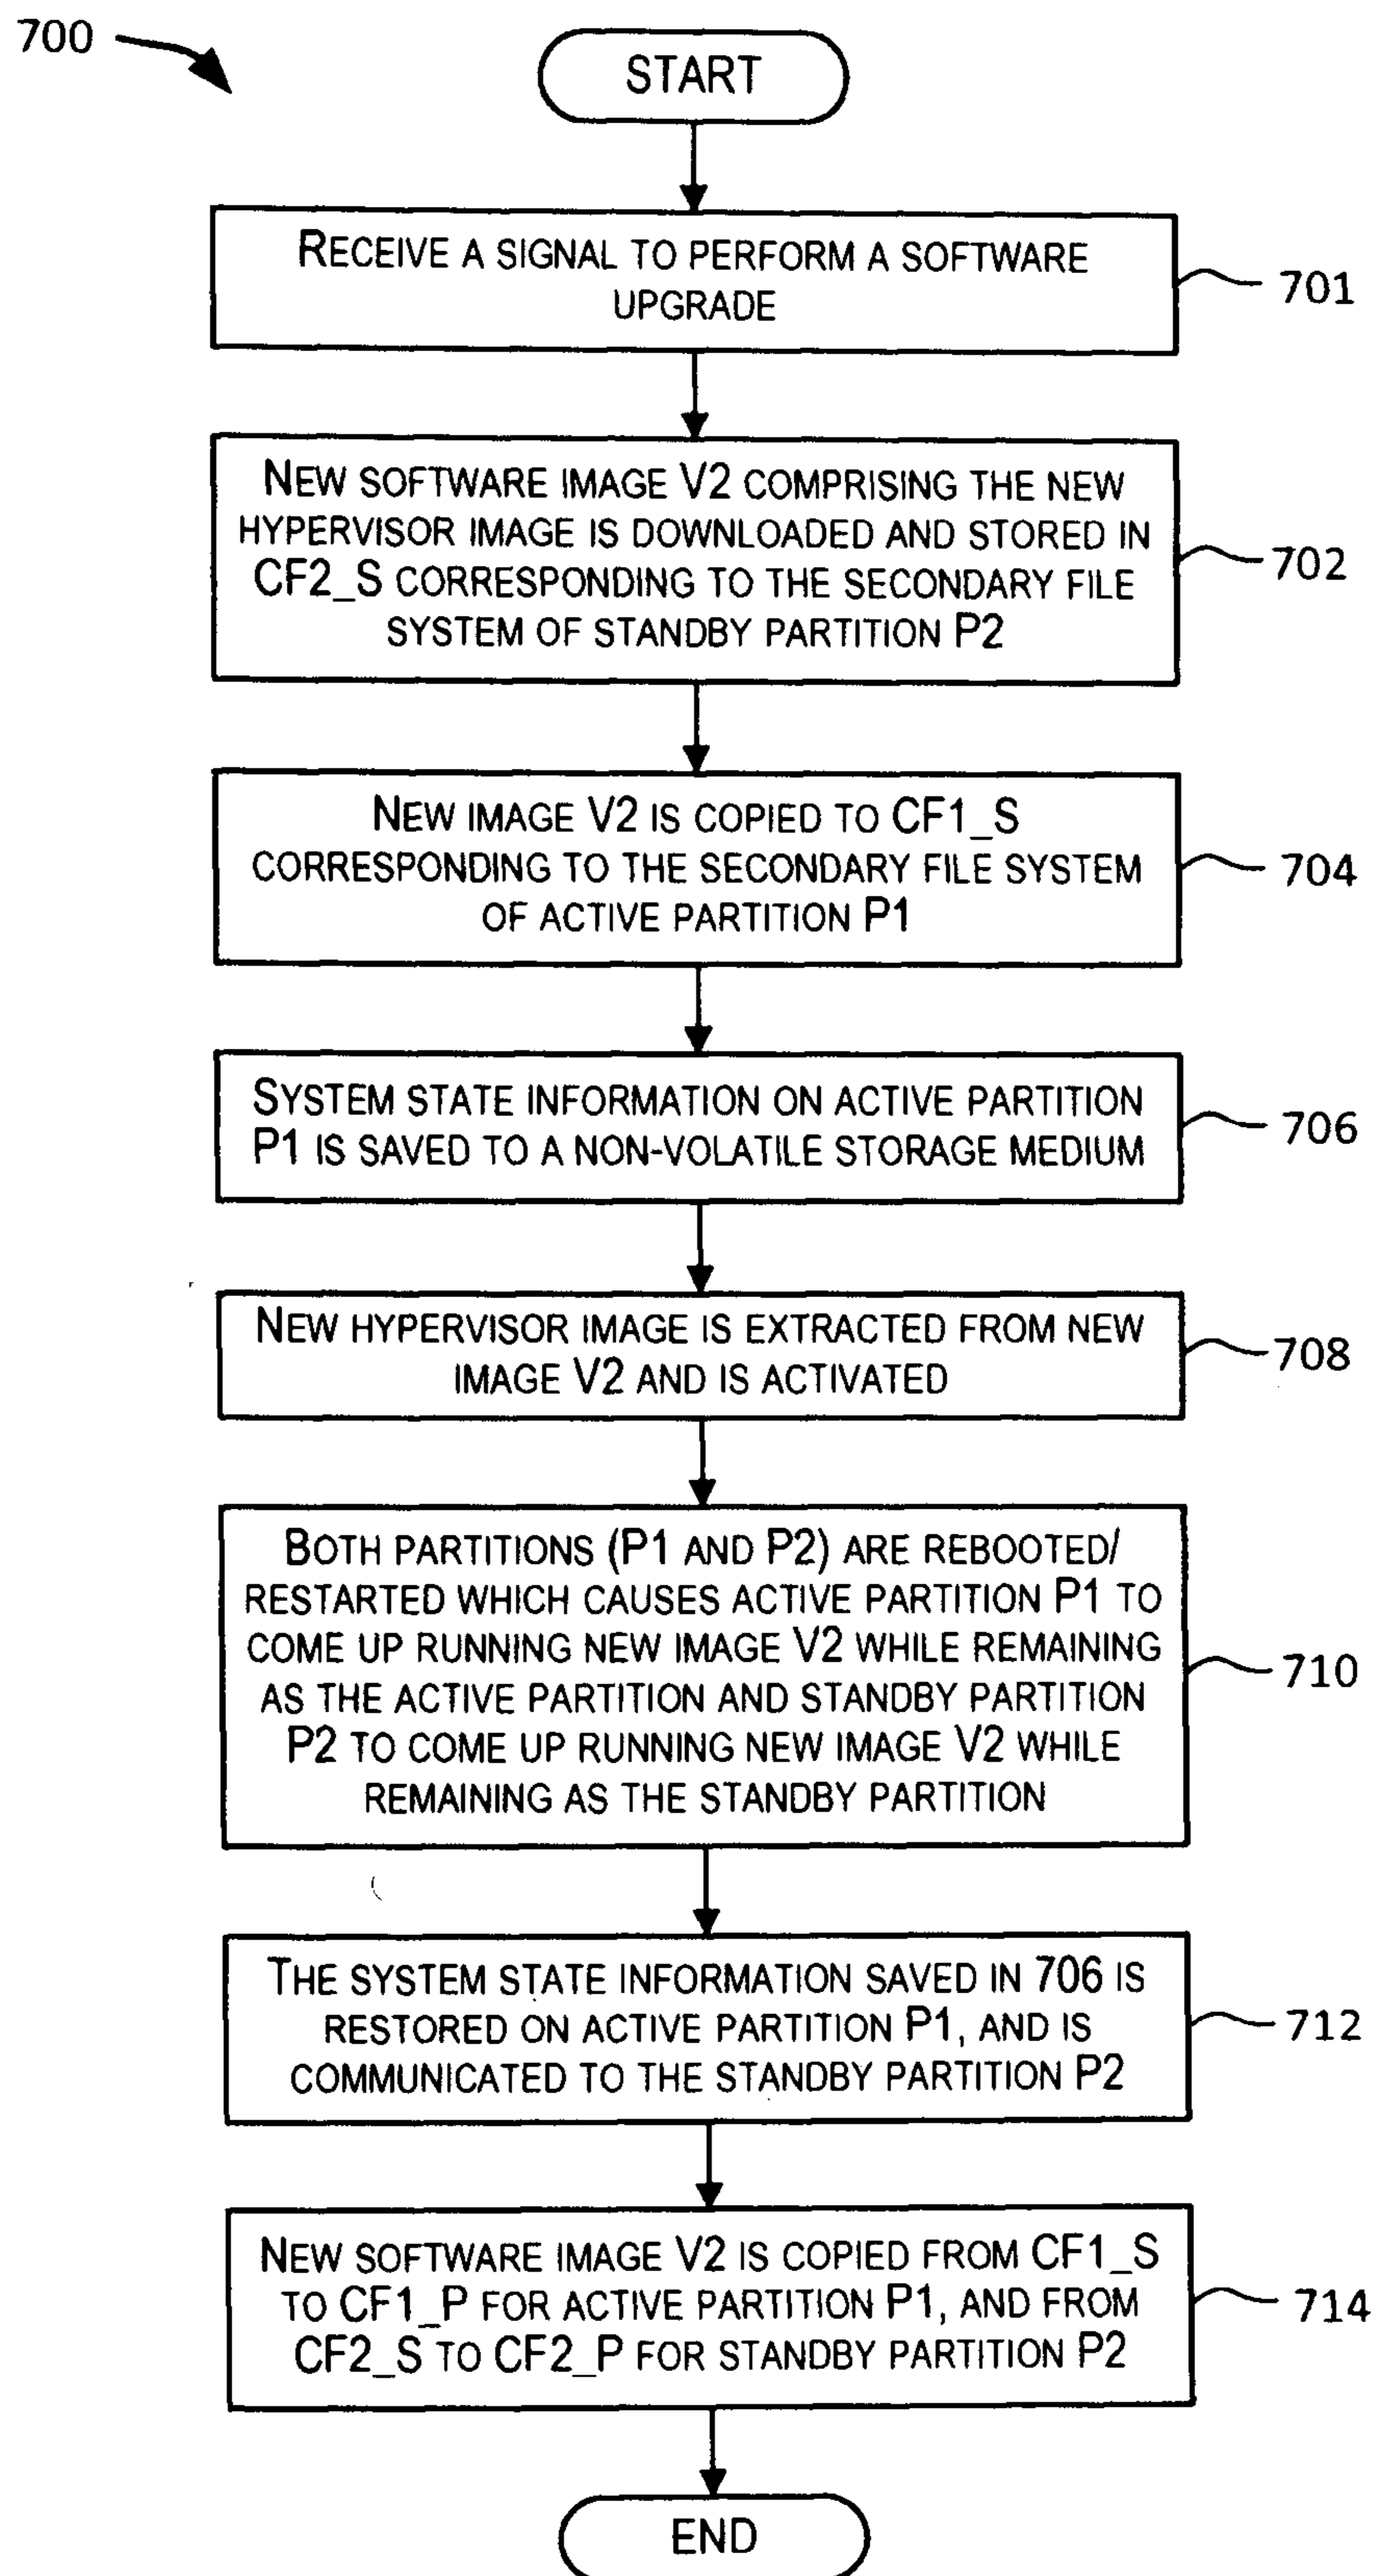 700
START
RECEIVE A SIGNAL TO PERFORM A SOFTWARE
UPGRADE
701
NEW SOFTWARE IMAGE V2 COMPRISING THE NEW
HYPERVISOR IMAGE IS DOWNLOADED AND STORED IN
CF2_S CORRESPONDING TO THE SECONDARY FILE
SYSTEM OF STANDBY PARTITION P2
702
NEW IMAGE V2 IS COPIED TO CF1_S
CORRESPONDING TO THE SECONDARY FILE SYSTEM
OF ACTIVE PARTITION P1
704
SYSTEM STATE INFORMATION ON ACTIVE PARTITION
P1 IS SAVED TO A NON-VOLATILE STORAGE MEDIUM
706
NEW HYPERVISOR IMAGE IS EXTRACTED FROM NEW
IMAGE V2 AND IS ACTIVATED
708
BOTH PARTITIONS (P1 AND P2) ARE REBOOTED/
RESTARTED WHICH CAUSES ACTIVE PARTITION P1 TO
COME UP RUNNING NEW IMAGE V2 WHILE REMAINING
AS THE ACTIVE PARTITION AND STANDBY PARTITION
P2 TO COME UP RUNNING NEW IMAGE V2 WHILE
REMAINING AS THE STANDBY PARTITION
710
THE SYSTEM STATE INFORMATION SAVED IN 706 IS
RESTORED ON ACTIVE PARTITION P1, AND IS
COMMUNICATED TO THE STANDBY PARTITION P2
712
NEW SOFTWARE IMAGE V2 IS COPIED FROM CF1_S
TO CF1_P FOR ACTIVE PARTITION P1, AND FROM
CF2_S TO CF2_P FOR STANDBY PARTITION P2
714
END